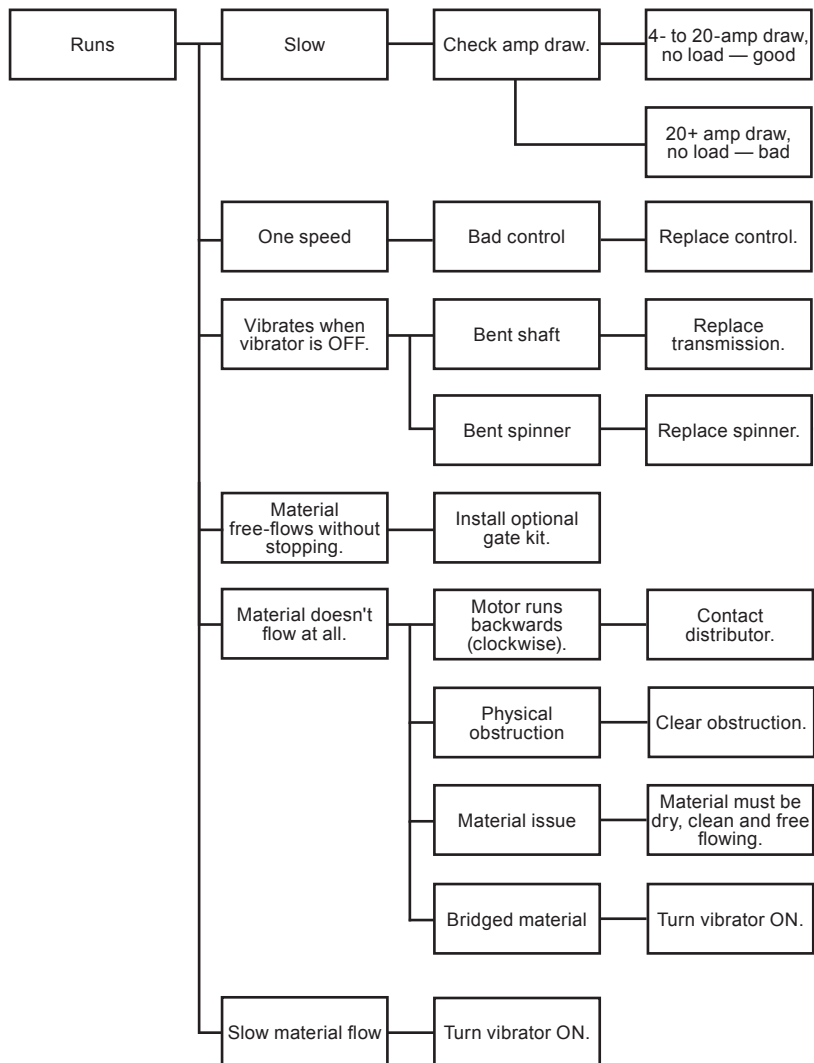 Runs
Slow
Check amp draw.
4- to 20-amp draw,
no load — good
20+ amp draw,
no load — bad
One speed
Bad control
Replace control.
Vibrates when
vibrator is OFF.
Bent shaft
Replace
transmission.
Bent spinner
Replace spinner.
Material
free-flows without
stopping.
Install optional
gate kit.
Material doesn't
flow at all.
Motor runs
backwards
(clockwise).
Contact
distributor.
Physical
obstruction
Clear obstruction.
Material issue
Material must be
dry, clean and free
flowing.
Bridged material
Turn vibrator ON.
Slow material flow
Turn vibrator ON.